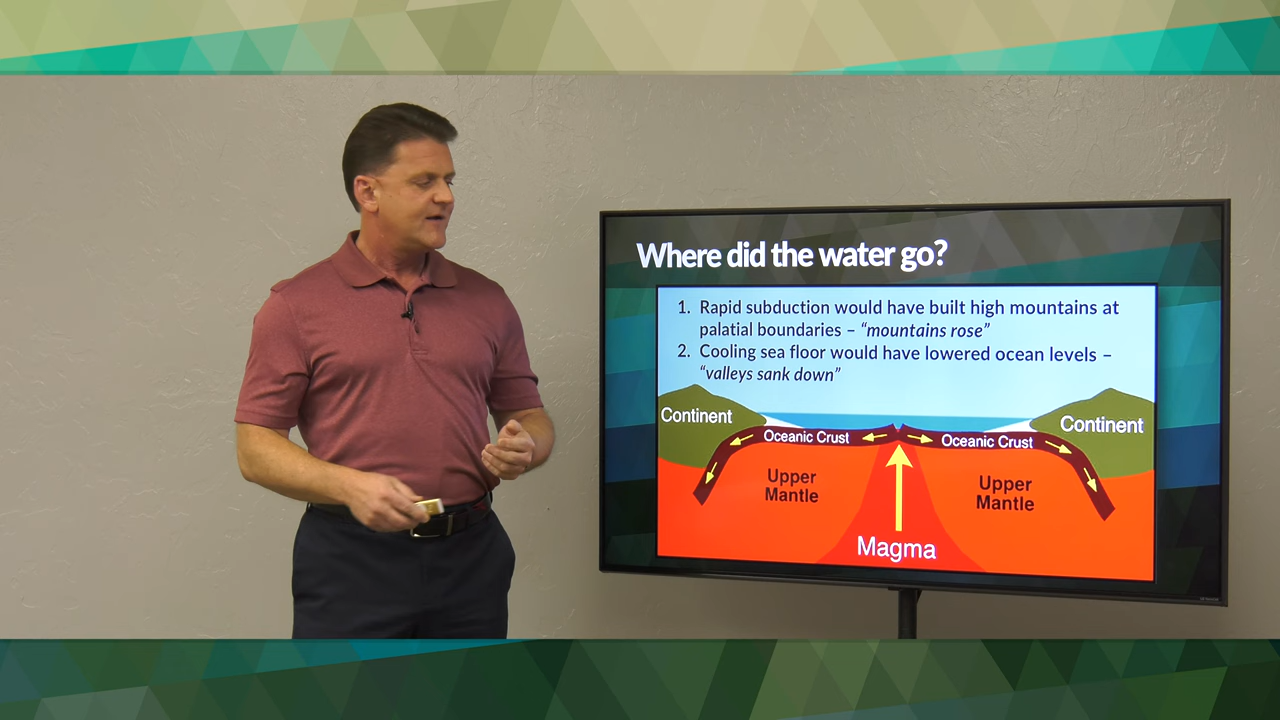 Where did the water go?
1. Rapid subduction would have built high mountains at
palatial boundaries – “mountains rose”
2. Cooling sea floor would have lowered ocean levels –
“valleys sank down”
Continent
Continent
Oceanic Crust
Oceanic Crust
Upper
Mantle
Upper
Mantle
Magma